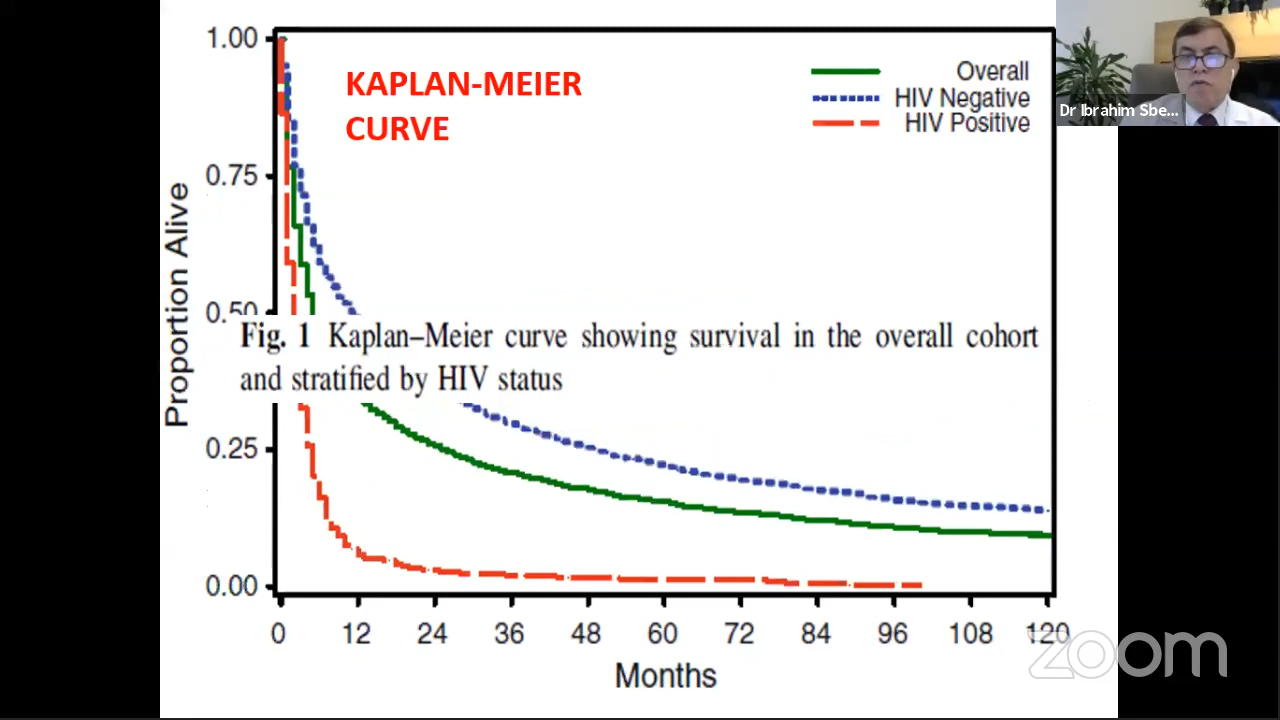 1.00
KAPLAN-MEIER
CURVE
Overall
HIV Negative
HIV Positive
Dr Ibrahim Sbe...
0.75
Proportion Alive
0.50
Fig. 1 Kaplan–Meier curve showing survival in the overall cohort
and stratified by HIV status
0.25
0.00
0 12 24 36 48 60 72 84 96 108 120
Months
zoom